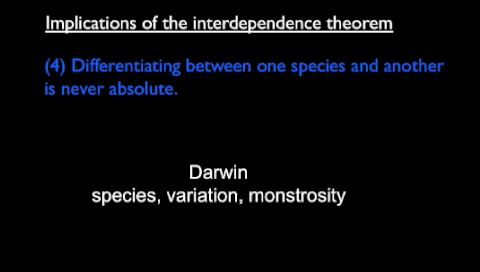 Implications of the interdependence theorem
(4) Differentiating between one species and another
is never absolute.
Darwin
species, variation, monstrosity